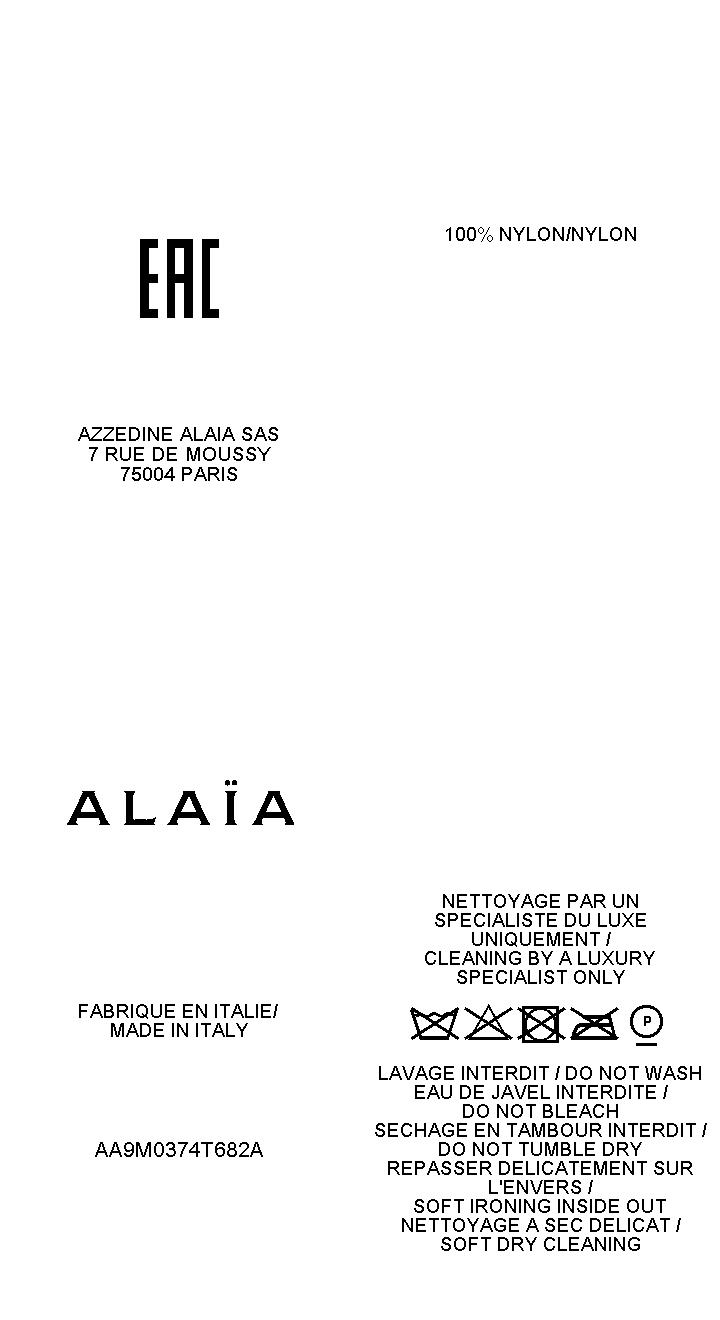 EAC
100% NYLON/NYLON
AZZEDINE ALAIA SAS
7 RUE DE MOUSSY
75004 PARIS
ALAÏA
FABRIQUE EN ITALIE/
MADE IN ITALY
AA9M0374T682A
NETTOYAGE PAR UN
SPECIALISTE DU LUXE
UNIQUEMENT /
CLEANING BY A LUXURY
SPECIALIST ONLY
P
LAVAGE INTERDIT / DO NOT WASH
EAU DE JAVEL INTERDITE /
DO NOT BLEACH
SECHAGE EN TAMBOUR INTERDIT /
DO NOT TUMBLE DRY
REPASSER DELICATEMENT SUR
L'ENVERS /
SOFT IRONING INSIDE OUT
NETTOYAGE A SEC DELICAT /
SOFT DRY CLEANING